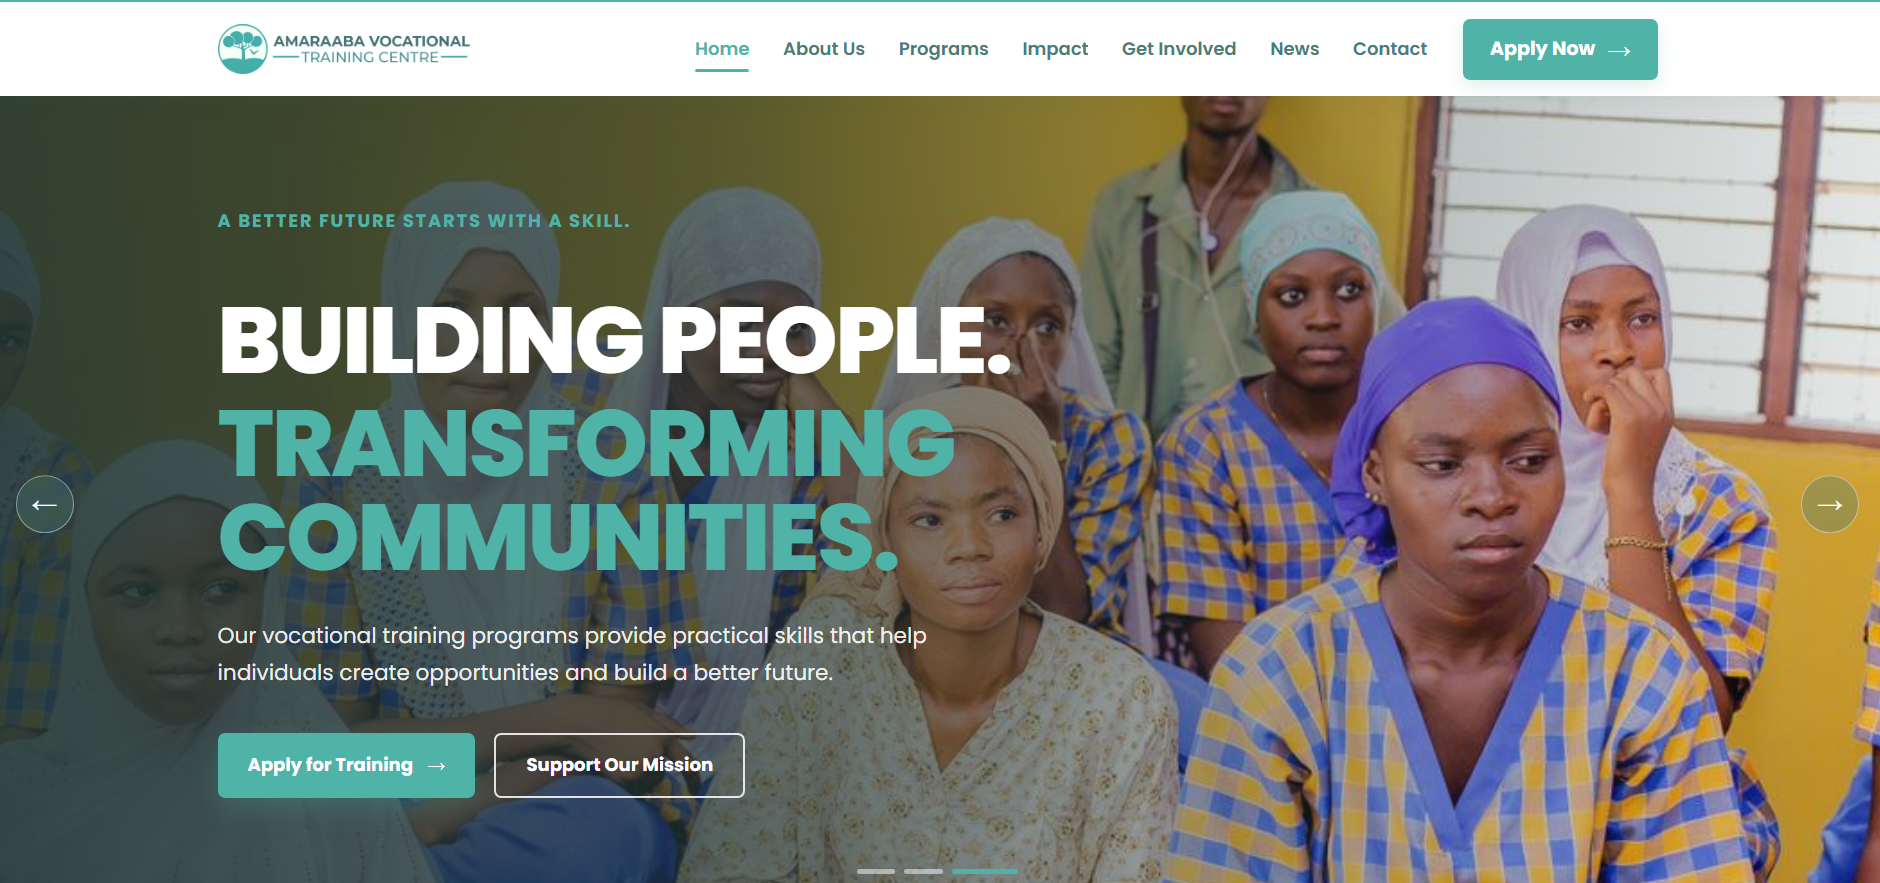 AMARAABA VOCATIONAL
TRAINING CENTRE
Home
About Us
Programs
Impact
Get Involved
News
Contact
Apply Now →
A BETTER FUTURE STARTS WITH A SKILL.
BUILDING PEOPLE.
TRANSFORMING
COMMUNITIES.
Our vocational training programs provide practical skills that help
individuals create opportunities and build a better future.
Apply for Training →
Support Our Mission